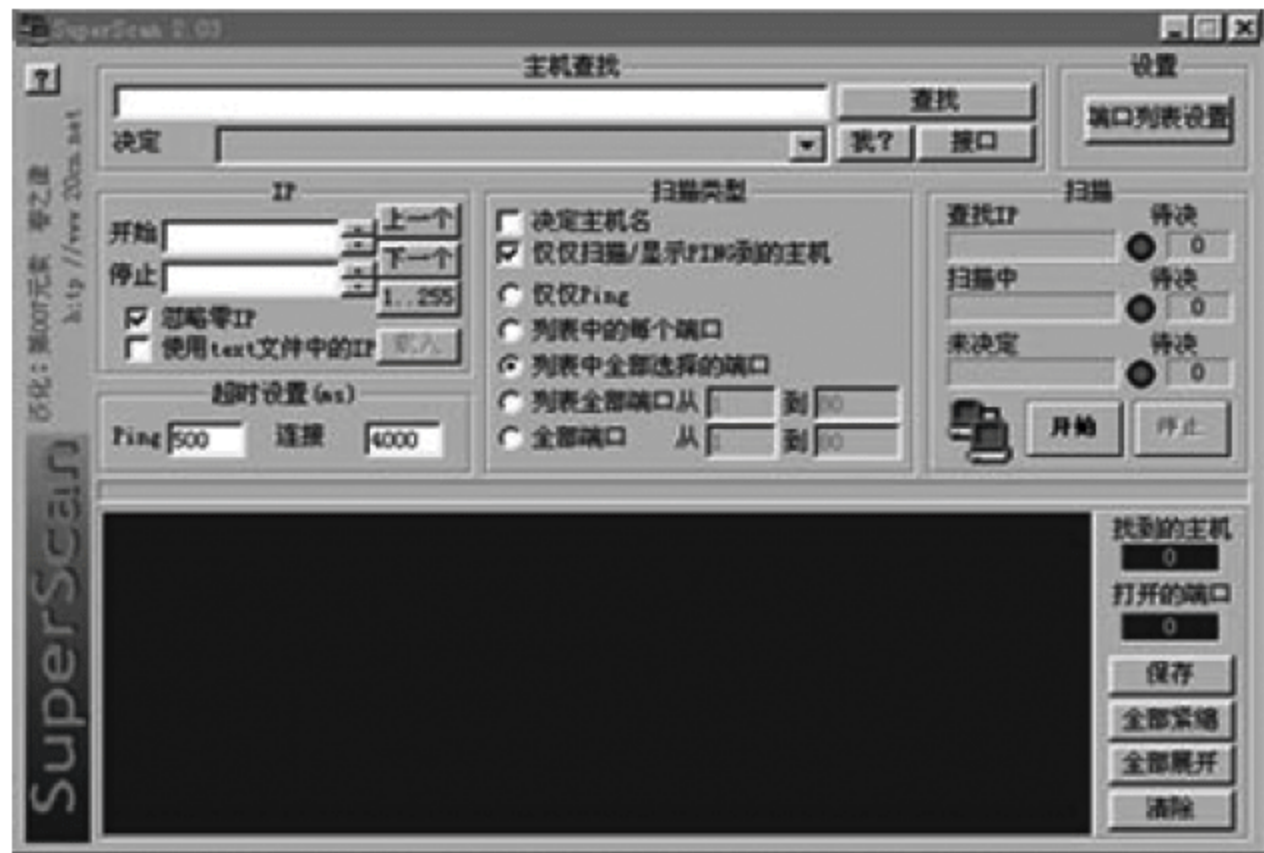 SuperScan 2.03
?
主机查找
查找
决定
我?
接口
设置
端口列表设置
IP
开始
上一个
停止
下一个
1..255
忽略零IP
使用text文件中的IP
载入
超时设置(ms)
Ping 500 连接 4000
扫描类型
决定主机名
仅仅扫描/显示PING到的主机
仅仅Ping
列表中的每个端口
列表中全部选择的端口
列表全部端口从 1 到
全部端口 从 1 到
扫描
查找IP 待决
0
扫描中 待决
0
未决定 待决
0
开始 停止
找到的主机
0
打开的端口
0
保存
全部紧缩
全部展开
清除
SuperScan